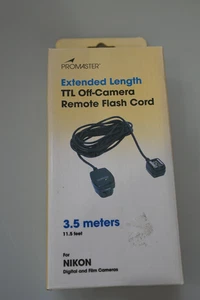 PROMASTER
Extended Length
TTL Off-Camera
Remote Flash Cord
3.5 meters
11.5 feet
For
NIKON
Digital and Film Cameras